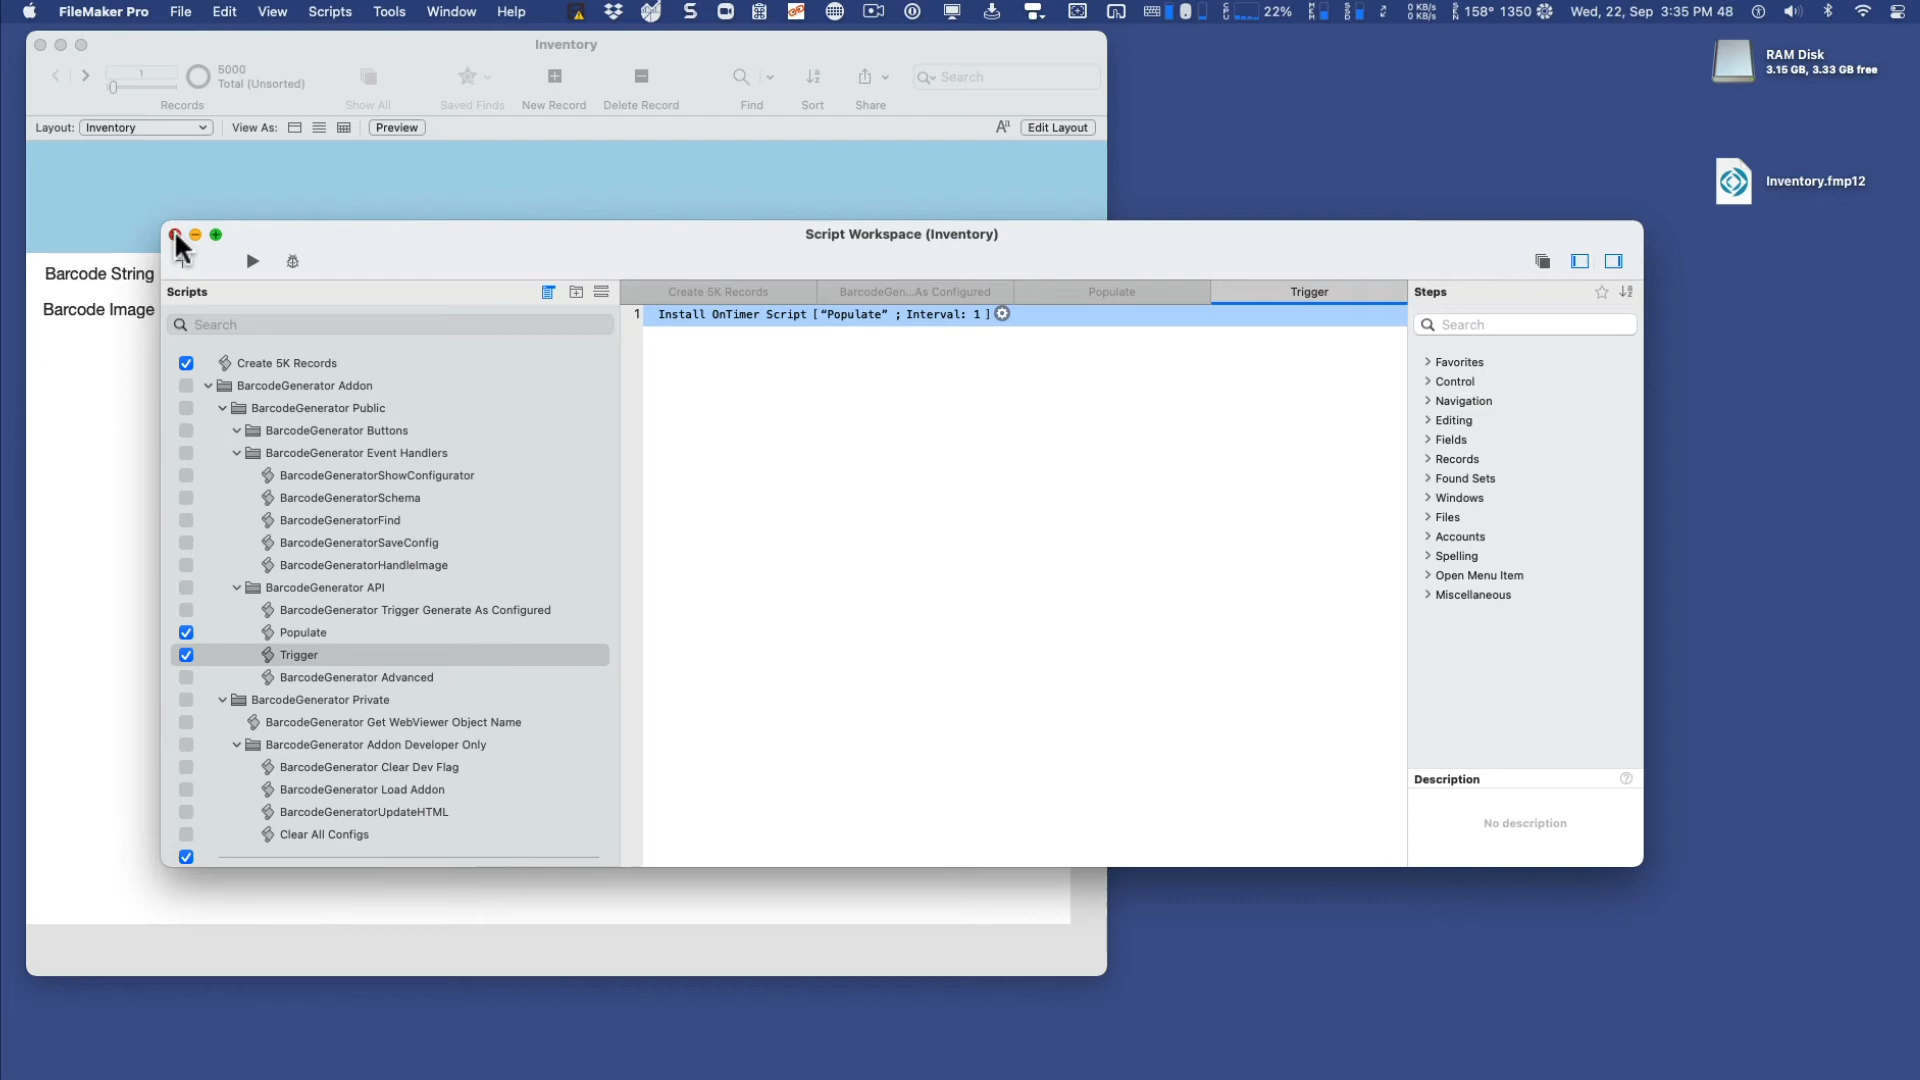 FileMaker Pro File Edit View Scripts Tools Window Help 22% 0 KB/s 0 KB/s 158° 1350 Wed, 22, Sep 3:35 PM 48
Inventory
1 5000 Total (Unsorted) Search
Records Show All Saved Finds New Record Delete Record Find Sort Share
Layout: Inventory View As: Preview Aa Edit Layout
RAM Disk
3.15 GB, 3.33 GB free
Inventory.fmp12
Barcode String
Barcode Image
Script Workspace (Inventory)
Scripts
Create 5K Records BarcodeGen...As Configured Populate Trigger
Steps
1 Install OnTimer Script [ “Populate” ; Interval: 1 ]
Search
Create 5K Records
BarcodeGenerator Addon
BarcodeGenerator Public
BarcodeGenerator Buttons
BarcodeGenerator Event Handlers
BarcodeGeneratorShowConfigurator
BarcodeGeneratorSchema
BarcodeGeneratorFind
BarcodeGeneratorSaveConfig
BarcodeGeneratorHandleImage
BarcodeGenerator API
BarcodeGenerator Trigger Generate As Configured
Populate
Trigger
BarcodeGenerator Advanced
BarcodeGenerator Private
BarcodeGenerator Get WebViewer Object Name
BarcodeGenerator Addon Developer Only
BarcodeGenerator Clear Dev Flag
BarcodeGenerator Load Addon
BarcodeGeneratorUpdateHTML
Clear All Configs
Search
Favorites
Control
Navigation
Editing
Fields
Records
Found Sets
Windows
Files
Accounts
Spelling
Open Menu Item
Miscellaneous
Description
No description